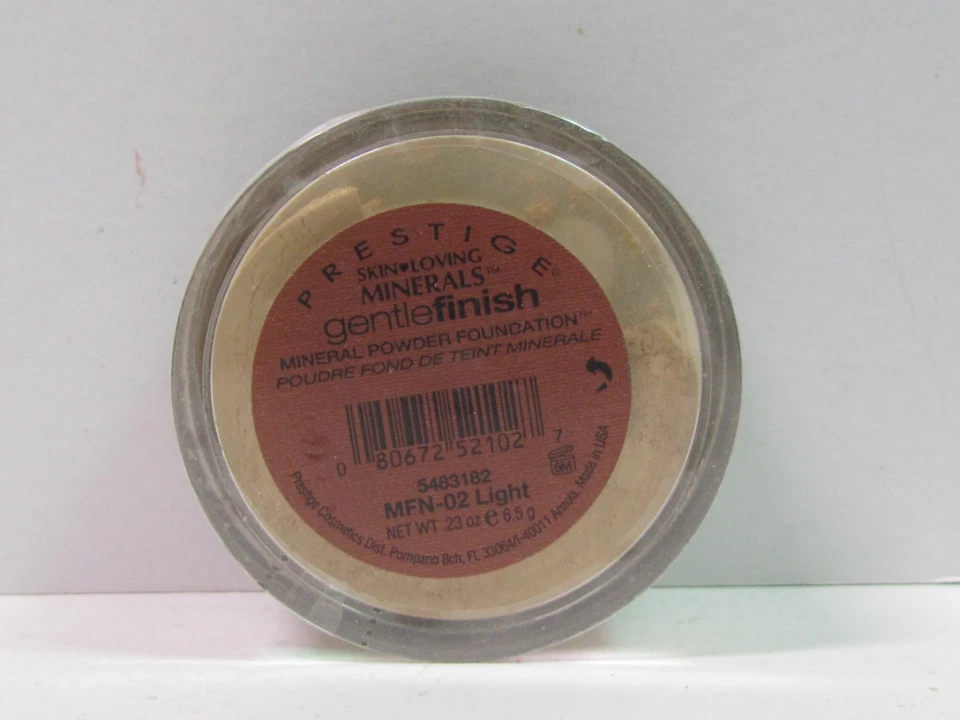 PRESTIGE®
SKIN♥LOVING
MINERALS™
gentlefinish
MINERAL POWDER FOUNDATION™
POUDRE FOND DE TEINT MINERALE
0 80672 52102 7
5483182
MFN-02 Light
NET WT .23 oz e 6.5 g
Prestige Cosmetics Dist. Pompano Bch, FL 33064/I-40011 Anzola. Made in USA